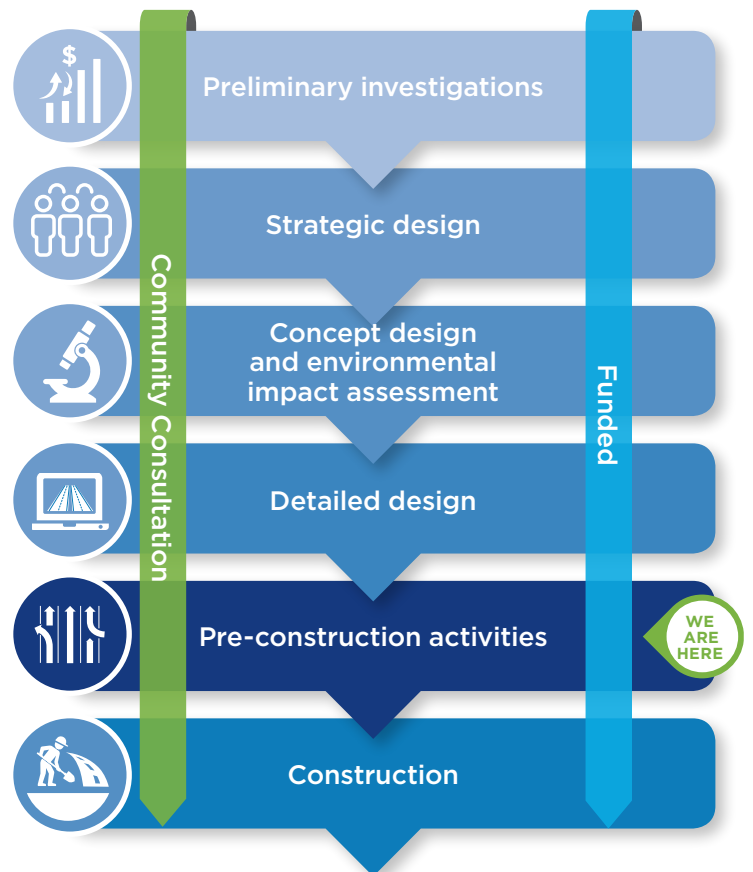 $
Preliminary investigations
Strategic design
Community Consultation
Concept design
and environmental
impact assessment
Funded
Detailed design
Pre-construction activities
WE
ARE
HERE
Construction